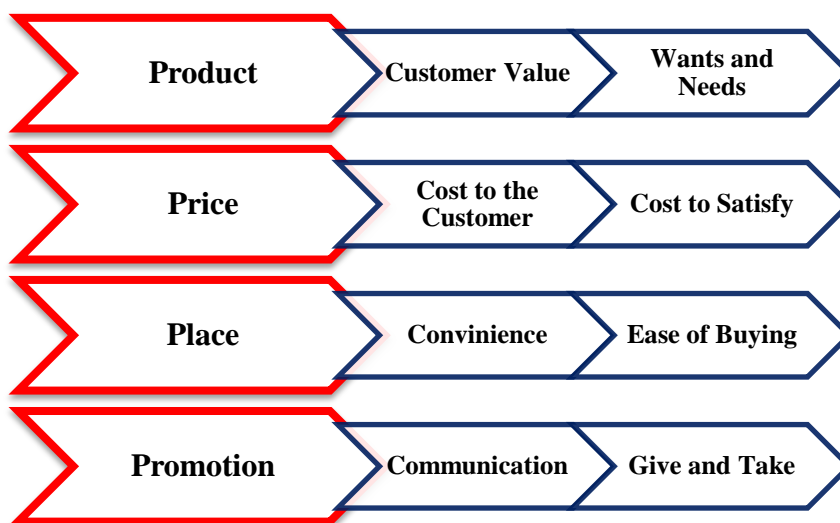 Product
Customer Value
Wants and
Needs
Price
Cost to the
Customer
Cost to Satisfy
Place
Convinience
Ease of Buying
Promotion
Communication
Give and Take